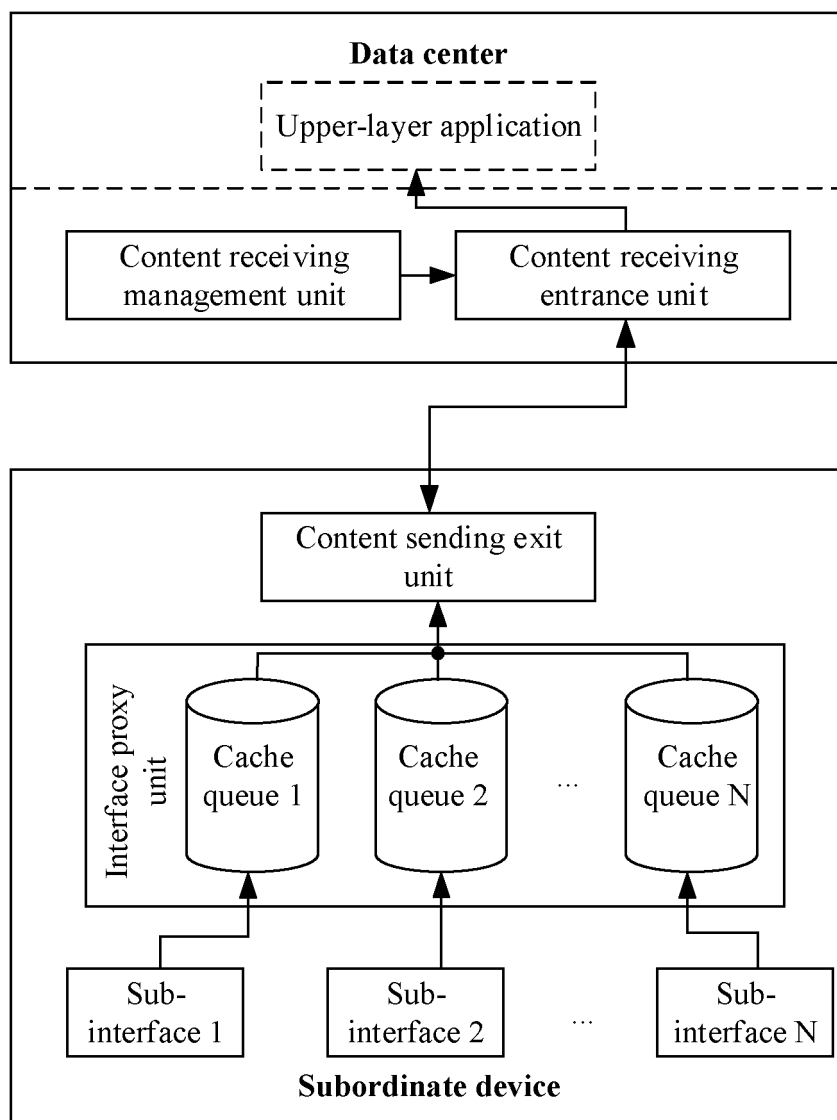 Data center
Upper-layer application
Content receiving
management unit
Content receiving
entrance unit
Content sending exit
unit
Interface proxy
unit
Cache
queue 1
Cache
queue 2
...
Cache
queue N
Sub-
interface 1
Sub-
interface 2
...
Sub-
interface N
Subordinate device